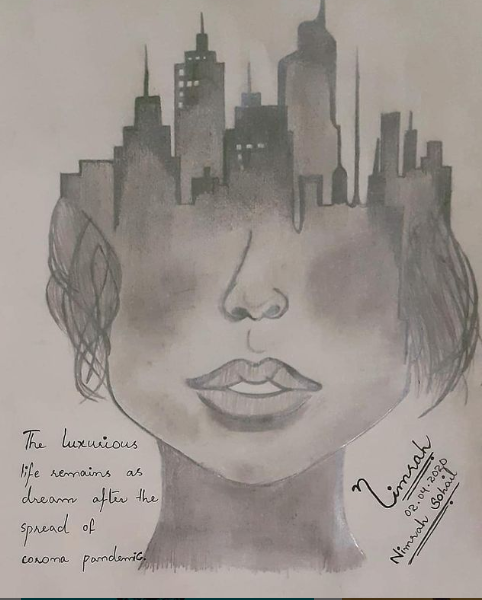 The luxurious
life remains as
dream after the
spread of
corona pandemic.
Nimrah
02.04.2020
Nimrah Sohail